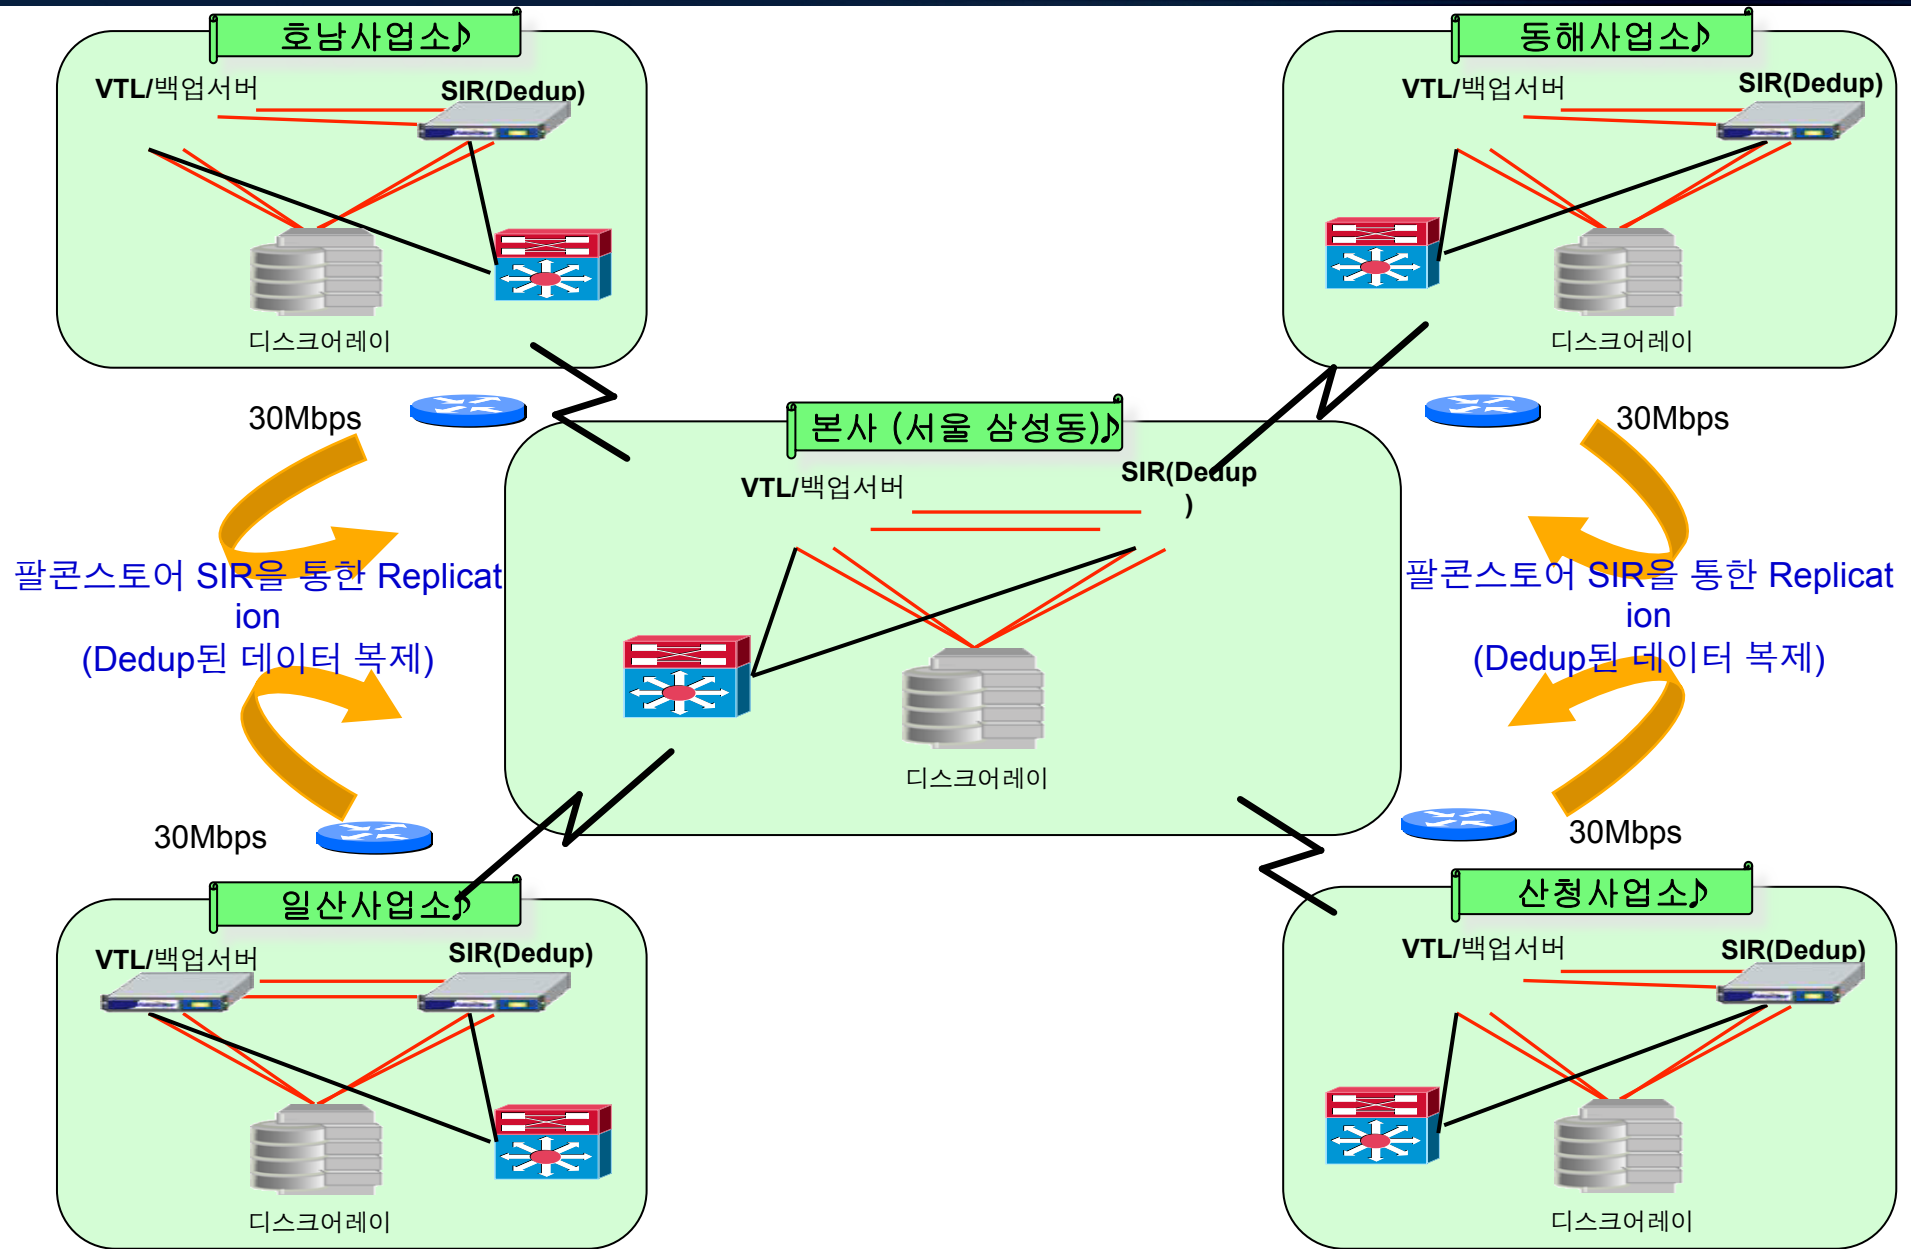 호남사업소♪
VTL/백업서버
SIR(Dedup)
디스크어레이
동해사업소♪
VTL/백업서버
SIR(Dedup)
디스크어레이
30Mbps
30Mbps
본사 (서울 삼성동)♪
VTL/백업서버
SIR(Dedup
)
디스크어레이
팔콘스토어 SIR을 통한 Replicat
ion
(Dedup된 데이터 복제)
팔콘스토어 SIR을 통한 Replicat
ion
(Dedup된 데이터 복제)
30Mbps
30Mbps
일산사업소♪
VTL/백업서버
SIR(Dedup)
디스크어레이
산청사업소♪
VTL/백업서버
SIR(Dedup)
디스크어레이